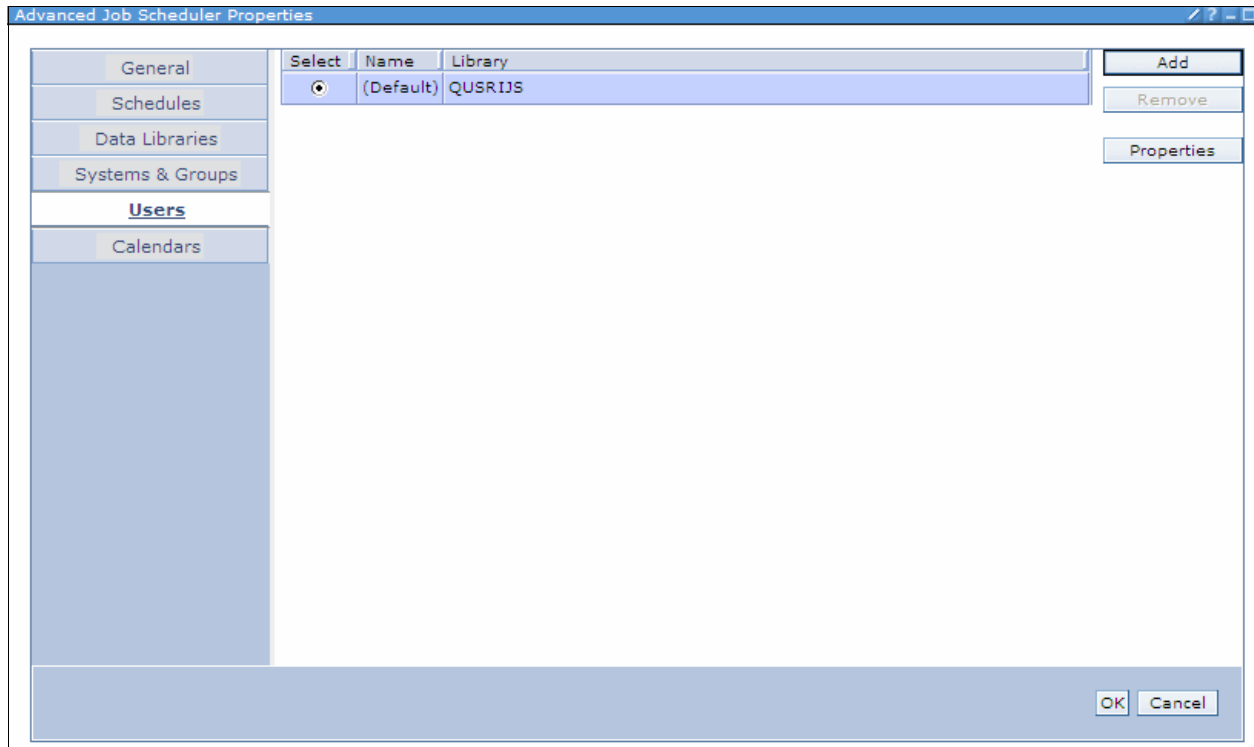 Advanced Job Scheduler Properties
General
Schedules
Data Libraries
Systems & Groups
Users
Calendars
Select Name Library
(Default) QUSRIJS
Add
Remove
Properties
OK Cancel